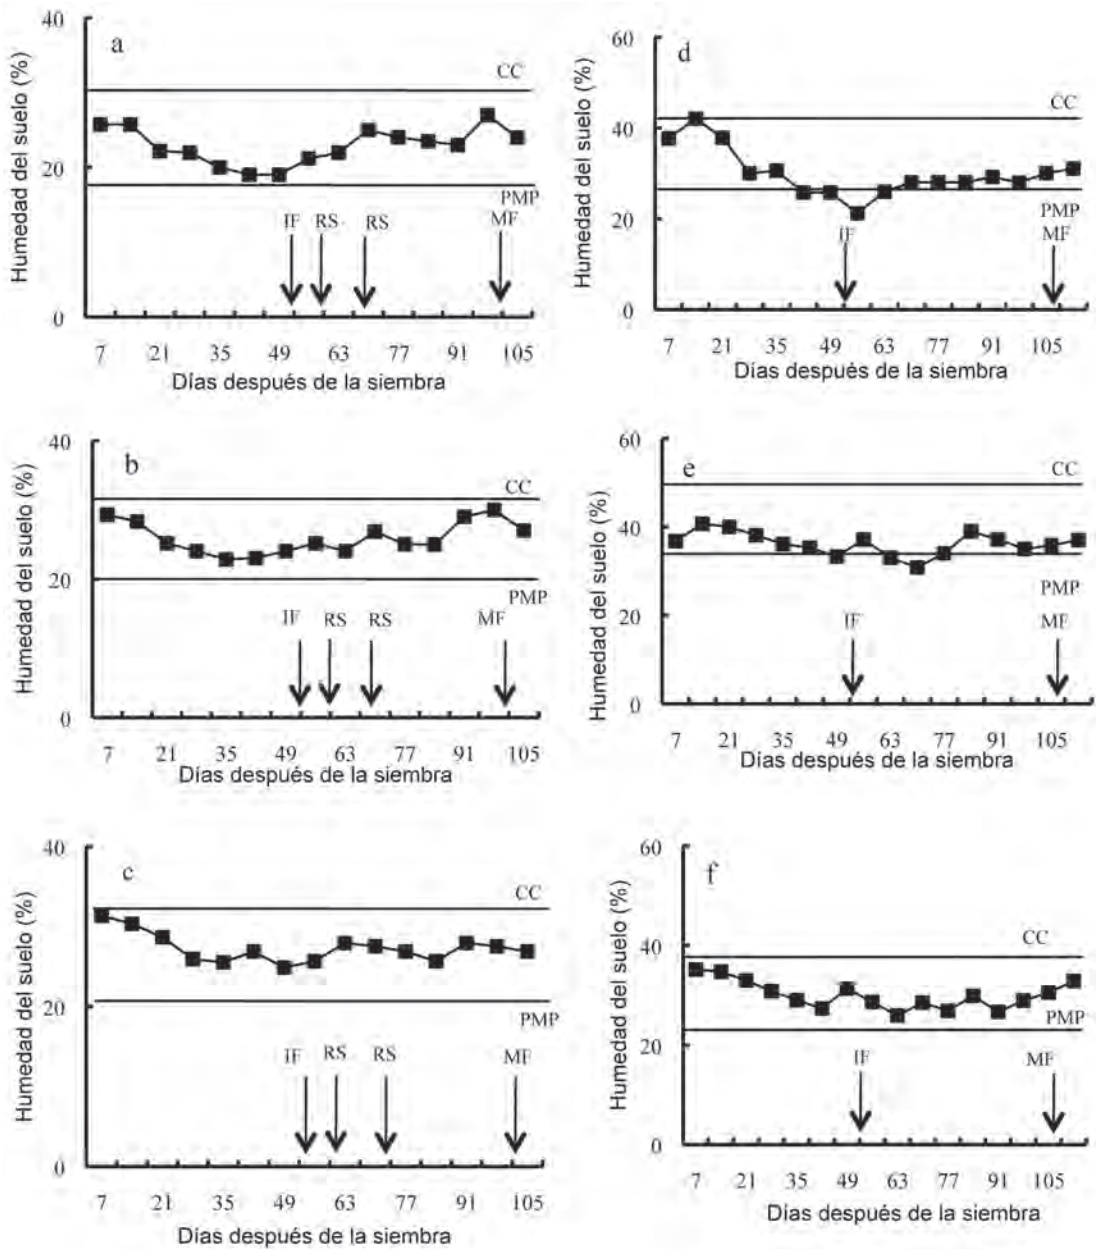 40
a
CC
20
PMP
IF RS RS MF
0
7 21 35 49 63 77 91 105
Días después de la siembra
Humedad del suelo (%)
60
d
CC
40
20
PMP
IF MF
0
7 21 35 49 63 77 91 105
Días después de la siembra
Humedad del suelo (%)
40
b
CC
20
PMP
IF RS RS MF
0
7 21 35 49 63 77 91 105
Días después de la siembra
Humedad del suelo (%)
60
e
CC
40
PMP
20
IF MF
0
7 21 35 49 63 77 91 105
Días después de la siembra
Humedad del suelo (%)
40
c
CC
20
PMP
IF RS RS MF
0
7 21 35 49 63 77 91 105
Días después de la siembra
Humedad del suelo (%)
60
f
CC
40
PMP
20
IF MF
0
7 21 35 49 63 77 91 105
Días después de la siembra
Humedad del suelo (%)